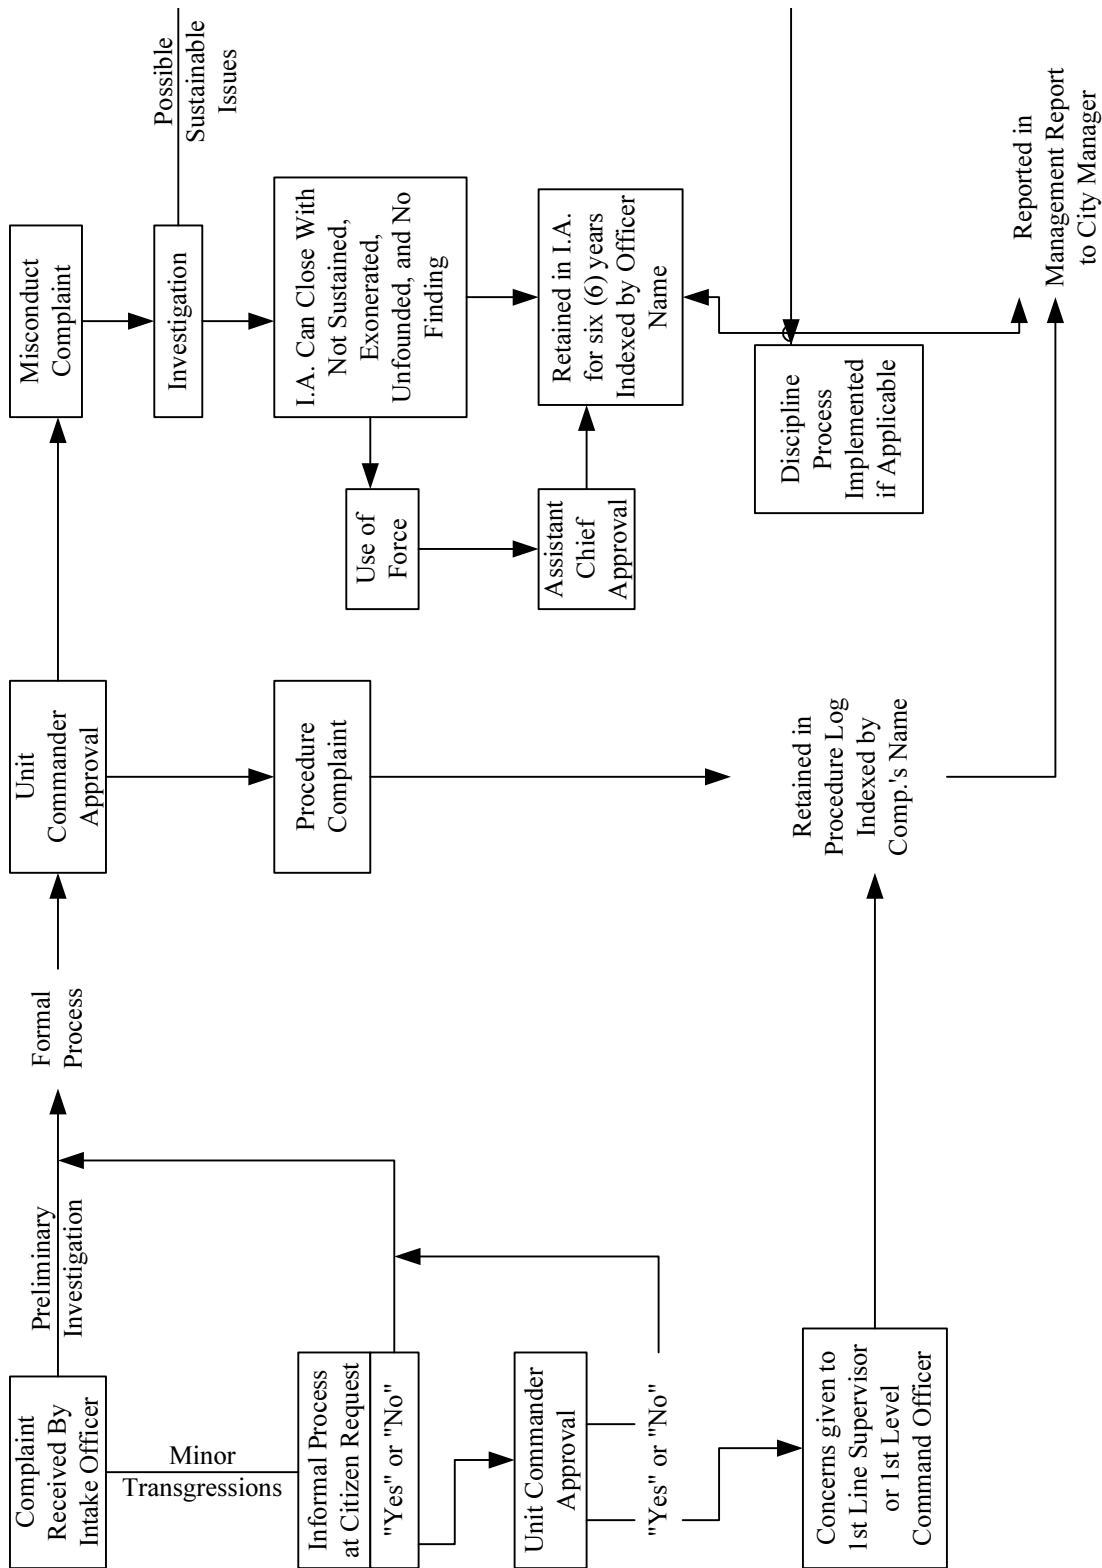 Complaint
Received By
Intake Officer
Preliminary
Investigation
Formal
Process
Unit
Commander
Approval
Misconduct
Complaint
Minor
Transgressions
Investigation
Possible
Sustainable
Issues
Informal Process
at Citizen Request
"Yes" or "No"
Procedure
Complaint
I.A. Can Close With
Not Sustained,
Exonerated,
Unfounded, and No
Finding
Use of
Force
Unit Commander
Approval
Assistant
Chief
Approval
Retained in I.A.
for six (6) years
Indexed by Officer
Name
"Yes" or "No"
Concerns given to
1st Line Supervisor
or 1st Level
Command Officer
Retained in
Procedure Log
Indexed by
Comp.'s Name
Discipline
Process
Implemented
if Applicable
Reported in
Management Report
to City Manager